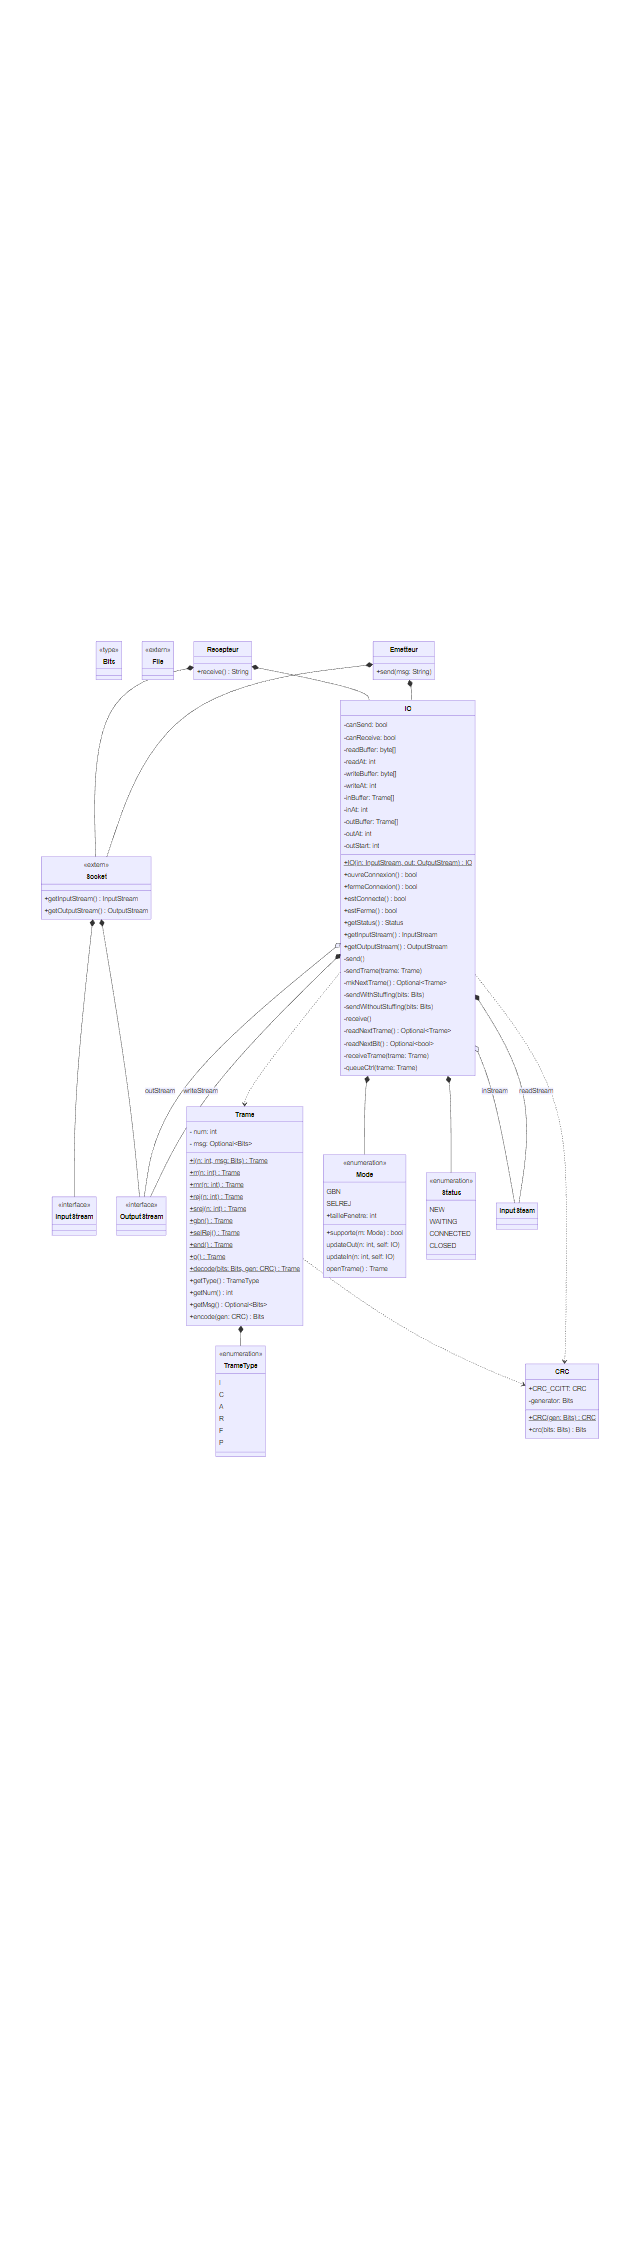 «type»
Bits
«extern»
File
Recepteur
+receive() : String
Emetteur
+send(msg: String)
IO
-canSend: bool
-canReceive: bool
-readBuffer: byte[]
-readAt: int
-writeBuffer: byte[]
-writeAt: int
-inBuffer: Trame[]
-inAt: int
-outBuffer: Trame[]
-outAt: int
-outStart: int
+IO(in: InputStream, out: OutputStream) : IO
+ouvreConnexion() : bool
+fermeConnexion() : bool
+estConnecte() : bool
+estFerme() : bool
+getStatus() : Status
+getInputStream() : InputStream
+getOutputStream() : OutputStream
-send()
-sendTrame(trame: Trame)
-mkNextTrame() : Optional<Trame>
-sendWithStuffing(bits: Bits)
-sendWithoutStuffing(bits: Bits)
-receive()
-readNextTrame() : Optional<Trame>
-readNextBit() : Optional<bool>
-receiveTrame(trame: Trame)
-queueCtrl(trame: Trame)
«extern»
Socket
+getInputStream() : InputStream
+getOutputStream() : OutputStream
outStream
writeStream
inStream
readStream
Trame
- num: int
- msg: Optional<Bits>
+i(n: int, msg: Bits) : Trame
+rr(n: int) : Trame
+rnr(n: int) : Trame
+rej(n: int) : Trame
+srej(n: int) : Trame
+gbn() : Trame
+selRej() : Trame
+end() : Trame
+p() : Trame
+decode(bits: Bits, gen: CRC) : Trame
+getType() : TrameType
+getNum() : int
+getMsg() : Optional<Bits>
+encode(gen: CRC) : Bits
«interface»
InputStream
«interface»
OutputStream
«enumeration»
Mode
GBN
SELREJ
+tailleFenetre: int
+supporte(m: Mode) : bool
updateOut(n: int, self: IO)
updateIn(n: int, self: IO)
openTrame() : Trame
«enumeration»
Status
NEW
WAITING
CONNECTED
CLOSED
InputSteam
«enumeration»
TrameType
I
C
A
R
F
P
CRC
+CRC_CCITT: CRC
-generator: Bits
+CRC(gen: Bits) : CRC
+crc(bits: Bits) : Bits